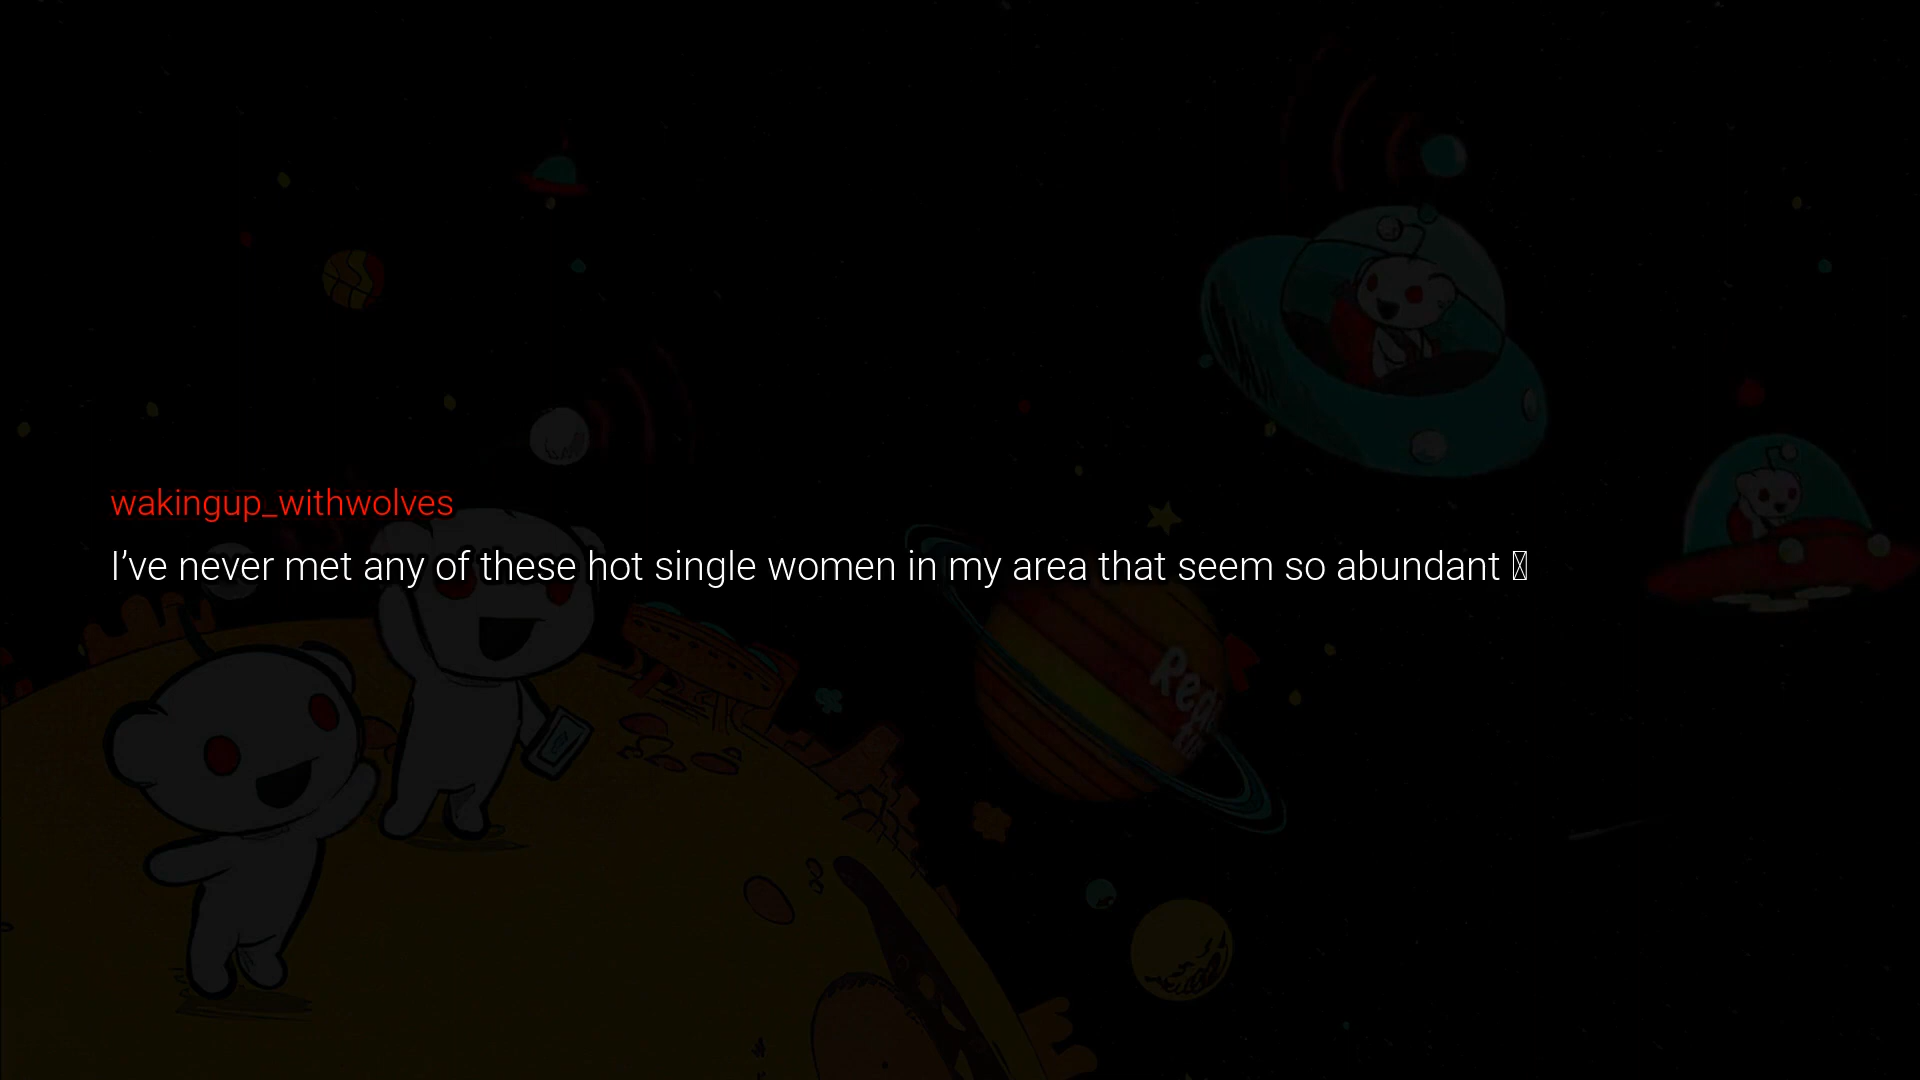 wakingup_withwolves
I’ve never met any of these hot single women in my area that seem so abundant